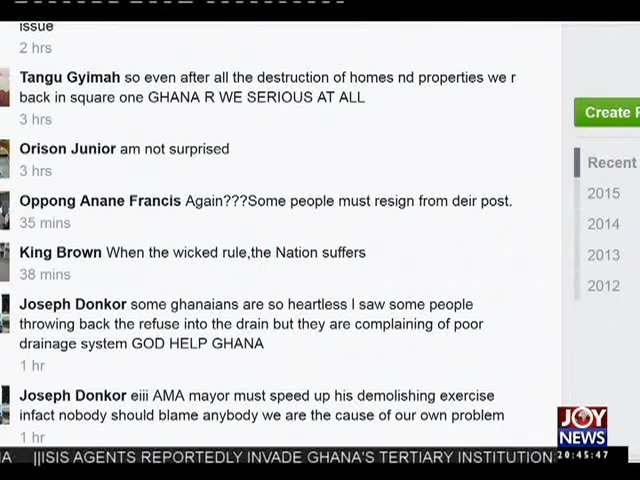 issue
2 hrs
Tangu Gyimah so even after all the destruction of homes nd properties we r
back in square one GHANA R WE SERIOUS AT ALL
3 hrs
Orison Junior am not surprised
3 hrs
Oppong Anane Francis Again???Some people must resign from deir post.
35 mins
King Brown When the wicked rule,the Nation suffers
38 mins
Joseph Donkor some ghanaians are so heartless I saw some people
throwing back the refuse into the drain but they are complaining of poor
drainage system GOD HELP GHANA
1 hr
Joseph Donkor eiii AMA mayor must speed up his demolishing exercise
infact nobody should blame anybody we are the cause of our own problem
1 hr
Create
Recent
2015
2014
2013
2012
JOY
NEWS
||ISIS AGENTS REPORTEDLY INVADE GHANA'S TERTIARY INSTITUTION
20:45:47